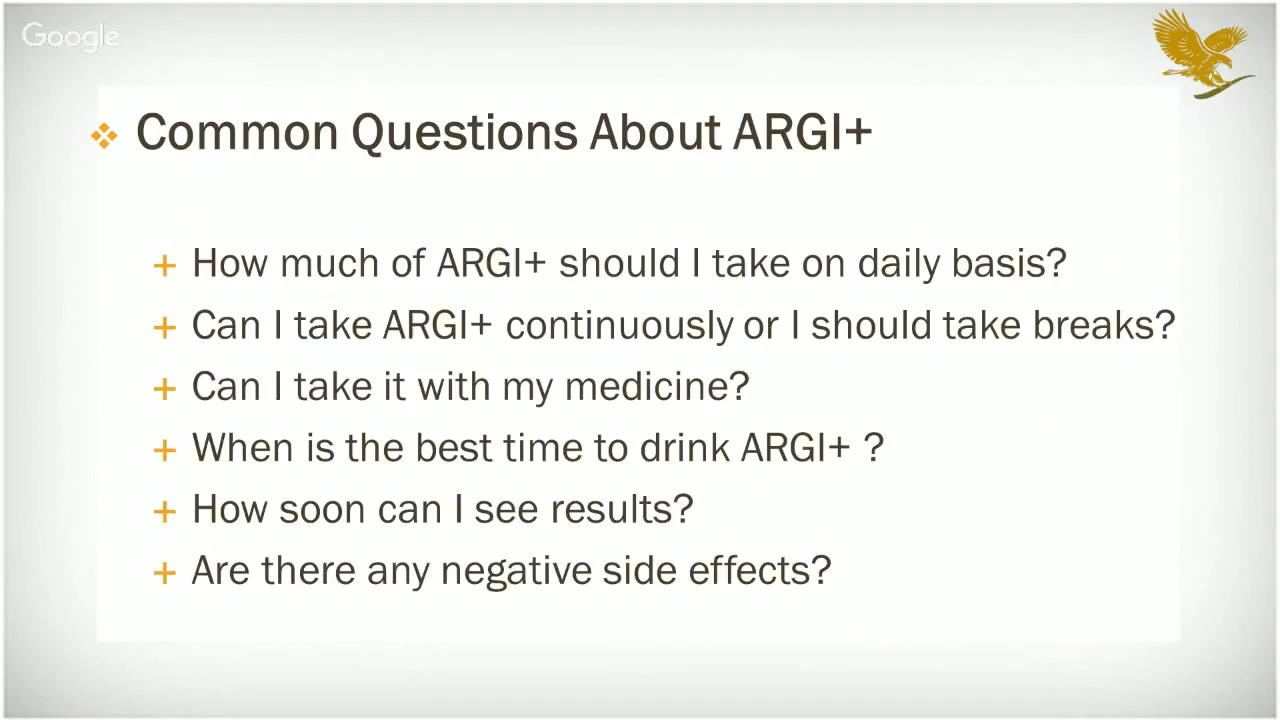 Google
Common Questions About ARGI+
+ How much of ARGI+ should I take on daily basis?
+ Can I take ARGI+ continuously or I should take breaks?
+ Can I take it with my medicine?
+ When is the best time to drink ARGI+ ?
+ How soon can I see results?
+ Are there any negative side effects?